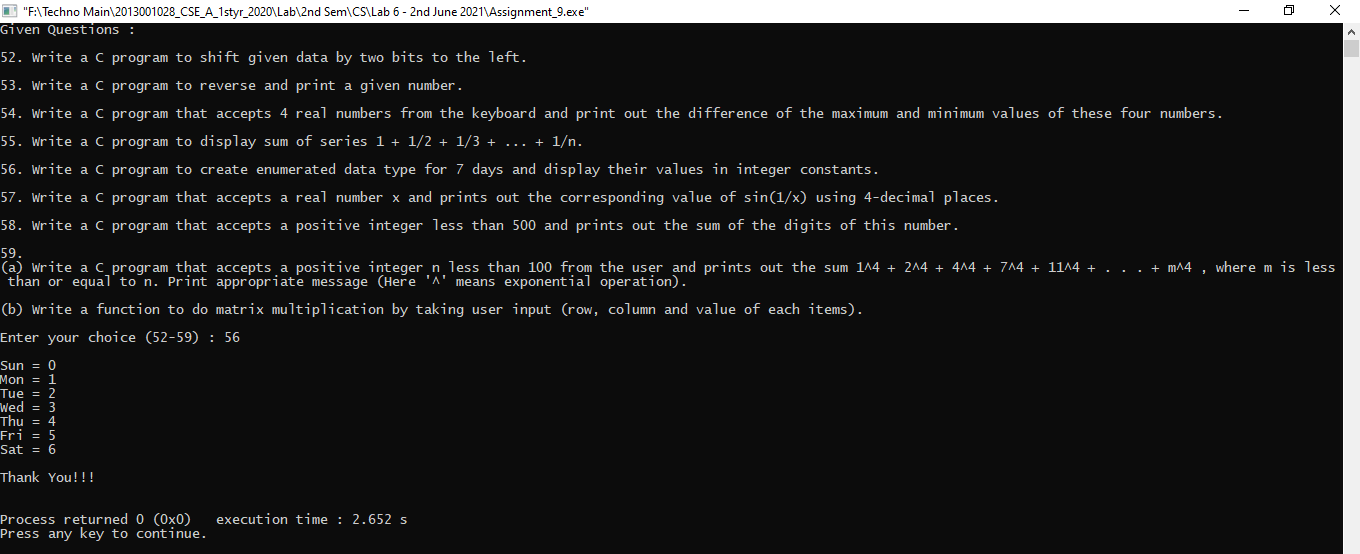 "F:\Techno Main\2013001028_CSE_A_1styr_2020\Lab\2nd Sem\CS\Lab 6 - 2nd June 2021\Assignment_9.exe"
Given Questions :
52. Write a C program to shift given data by two bits to the left.
53. Write a C program to reverse and print a given number.
54. Write a C program that accepts 4 real numbers from the keyboard and print out the difference of the maximum and minimum values of these four numbers.
55. Write a C program to display sum of series 1 + 1/2 + 1/3 + ... + 1/n.
56. Write a C program to create enumerated data type for 7 days and display their values in integer constants.
57. Write a C program that accepts a real number x and prints out the corresponding value of sin(1/x) using 4-decimal places.
58. Write a C program that accepts a positive integer less than 500 and prints out the sum of the digits of this number.
59.
(a) Write a C program that accepts a positive integer n less than 100 from the user and prints out the sum 1^4 + 2^4 + 4^4 + 7^4 + 11^4 + . . . + m^4 , where m is less
than or equal to n. Print appropriate message (Here '^' means exponential operation).
(b) Write a function to do matrix multiplication by taking user input (row, column and value of each items).
Enter your choice (52-59) : 56
Sun = 0
Mon = 1
Tue = 2
Wed = 3
Thu = 4
Fri = 5
Sat = 6
Thank You!!!
Process returned 0 (0x0)   execution time : 2.652 s
Press any key to continue.